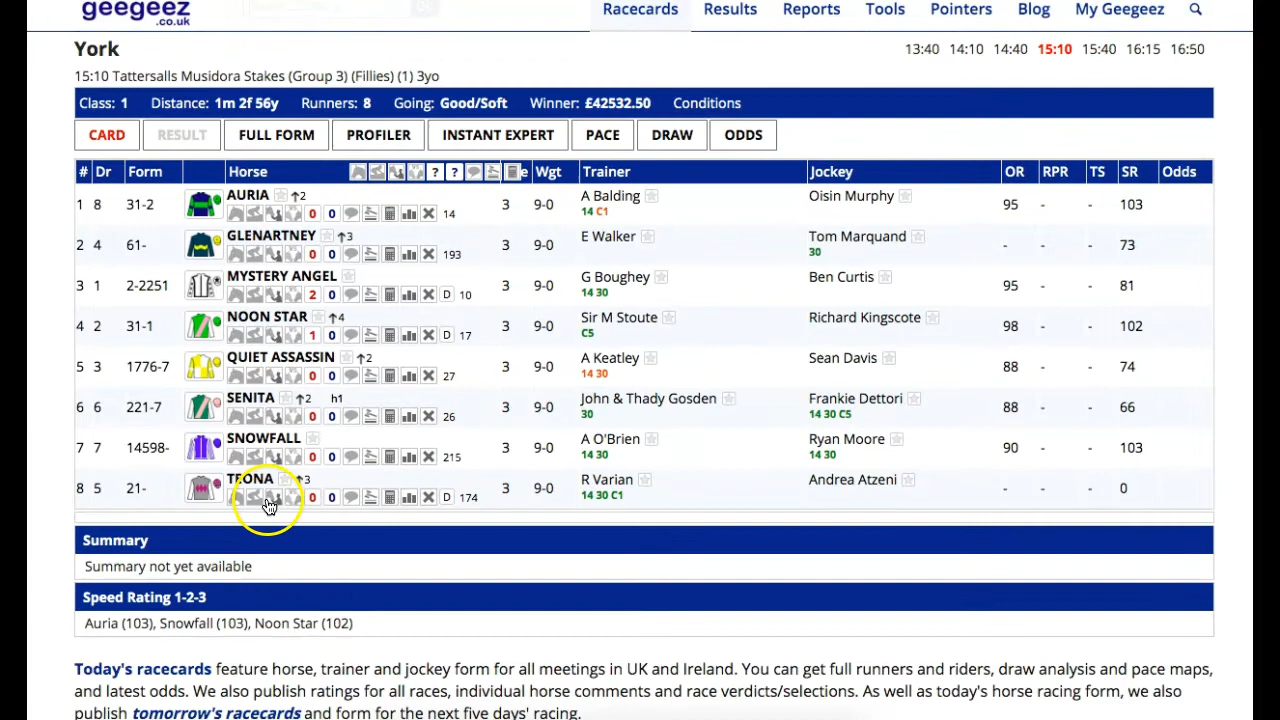 geegeez
.co.uk
Racecards Results Reports Tools Pointers Blog My Geegeez
York
13:40 14:10 14:40 15:10 15:40 16:15 16:50
15:10 Tattersalls Musidora Stakes (Group 3) (Fillies) (1) 3yo
Class: 1 Distance: 1m 2f 56y Runners: 8 Going: Good/Soft Winner: £42532.50 Conditions
CARD RESULT FULL FORM PROFILER INSTANT EXPERT PACE DRAW ODDS
# Dr Form Horse ? ? e Wgt Trainer Jockey OR RPR TS SR Odds
1 8 31-2 AURIA ↑2 0 0 14 3 9-0 A Balding 14 C1 Oisin Murphy 95 - - 103
2 4 61- GLENARTNEY ↑3 0 0 193 3 9-0 E Walker Tom Marquand 30 - - - 73
3 1 2-2251 MYSTERY ANGEL 2 0 D 10 3 9-0 G Boughey 14 30 Ben Curtis 95 - - 81
4 2 31-1 NOON STAR ↑4 1 0 D 17 3 9-0 Sir M Stoute C5 Richard Kingscote 98 - - 102
5 3 1776-7 QUIET ASSASSIN ↑2 0 0 27 3 9-0 A Keatley 14 30 Sean Davis 88 - - 74
6 6 221-7 SENITA ↑2 h1 0 0 26 3 9-0 John & Thady Gosden 30 Frankie Dettori 14 30 C5 88 - - 66
7 7 14598- SNOWFALL 0 0 215 3 9-0 A O'Brien 14 30 Ryan Moore 14 30 90 - - 103
8 5 21- TEONA ↑3 0 0 D 174 3 9-0 R Varian 14 30 C1 Andrea Atzeni - - - 0
Summary
Summary not yet available
Speed Rating 1-2-3
Auria (103), Snowfall (103), Noon Star (102)
Today's racecards feature horse, trainer and jockey form for all meetings in UK and Ireland. You can get full runners and riders, draw analysis and pace maps,
and latest odds. We also publish ratings for all races, individual horse comments and race verdicts/selections. As well as today's horse racing form, we also
publish tomorrow's racecards and form for the next five days' racing.